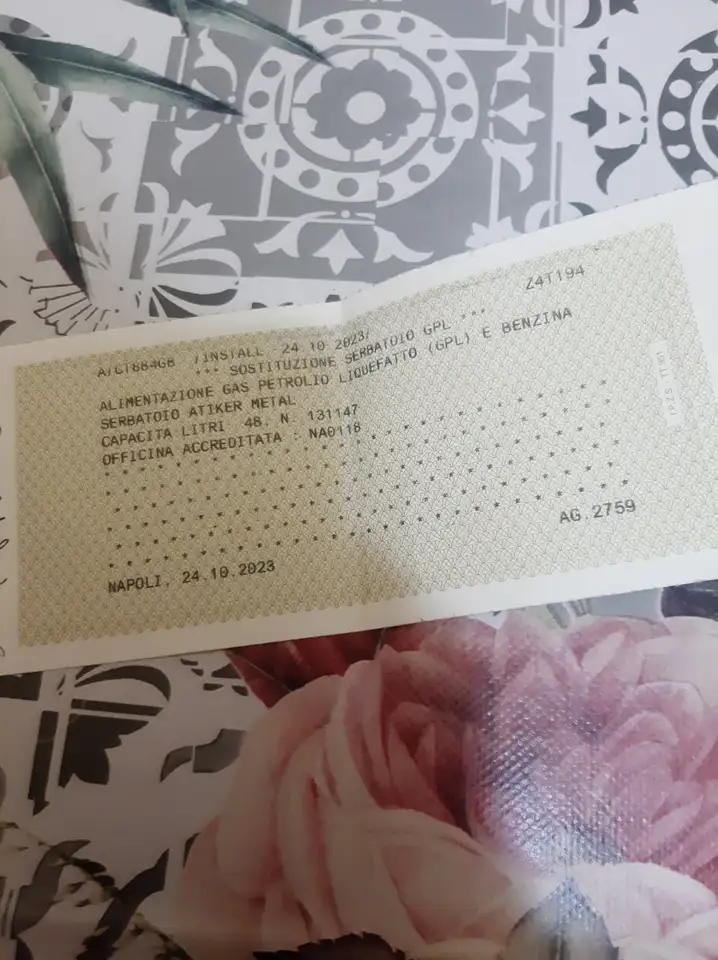 Z4T194
A/CT884GB /INSTALL 24 10 2023/
*** SOSTITUZIONE SERBATOIO GPL ***
ALIMENTAZIONE GAS PETROLIO LIQUEFATTO (GPL) E BENZINA
SERBATOIO ATIKER METAL
CAPACITA LITRI 48. N. 131147
OFFICINA ACCREDITATA : NA0118
AG.2759
NAPOLI, 24.10.2023